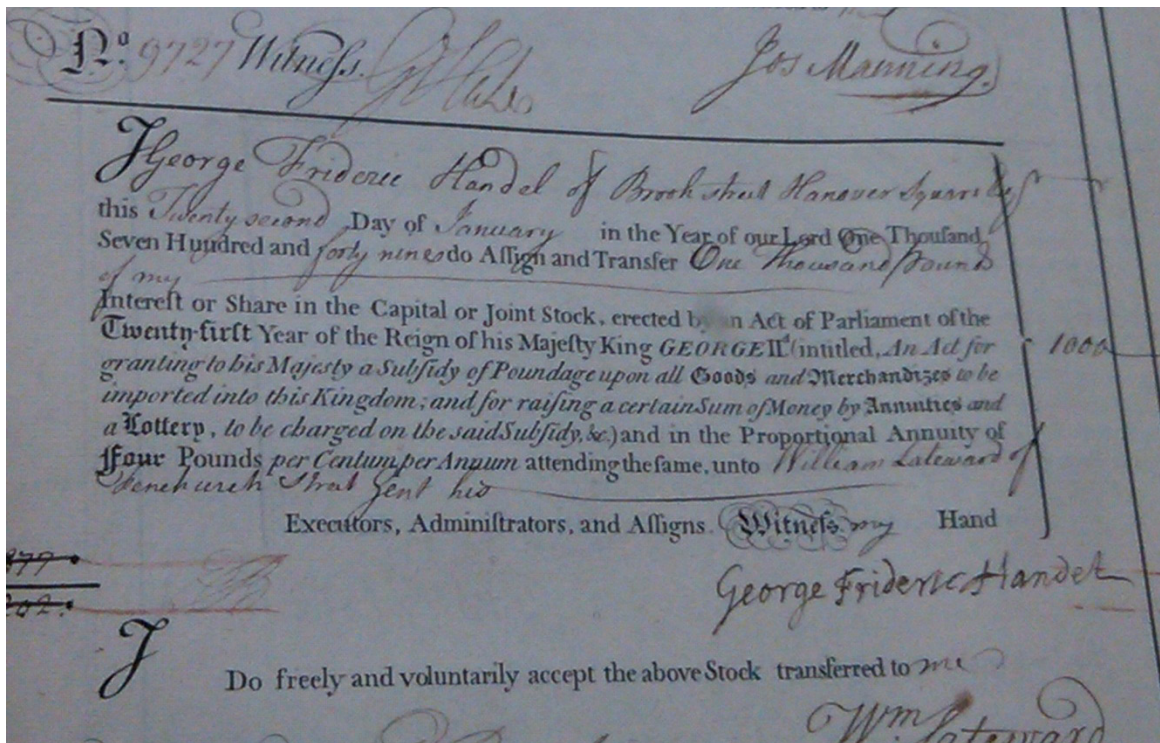 No. 9727 Witneſs.
Jos Manning.
I George Frideric Handel of Brook street Hanover Square Esqr
this Twenty second Day of January in the Year of our Lord One Thouſand
Seven Hundred and forty nine do Aſſign and Transfer One Thousand Pounds
of my
Intereſt or Share in the Capital or Joint Stock, erected by an Act of Parliament of the
Twenty-firſt Year of the Reign of his Majeſty King GEORGE IId (intitled, An Act for
granting to his Majesty a Subſidy of Poundage upon all Goods and Merchandizes to be
imported into this Kingdom; and for raiſing a certain Sum of Money by Annuities and
a Lottery, to be charged on the said Subſidy, &c.) and in the Proportional Annuity of
Four Pounds per Centum per Annum attending the ſame, unto William Lateward of
Fenchurch Street Gent his
1000
Executors, Adminiſtrators, and Aſſigns. Witneſs my Hand
George Frideric Handel
I
Do freely and voluntarily accept the above Stock transferred to me
Wm Lateward